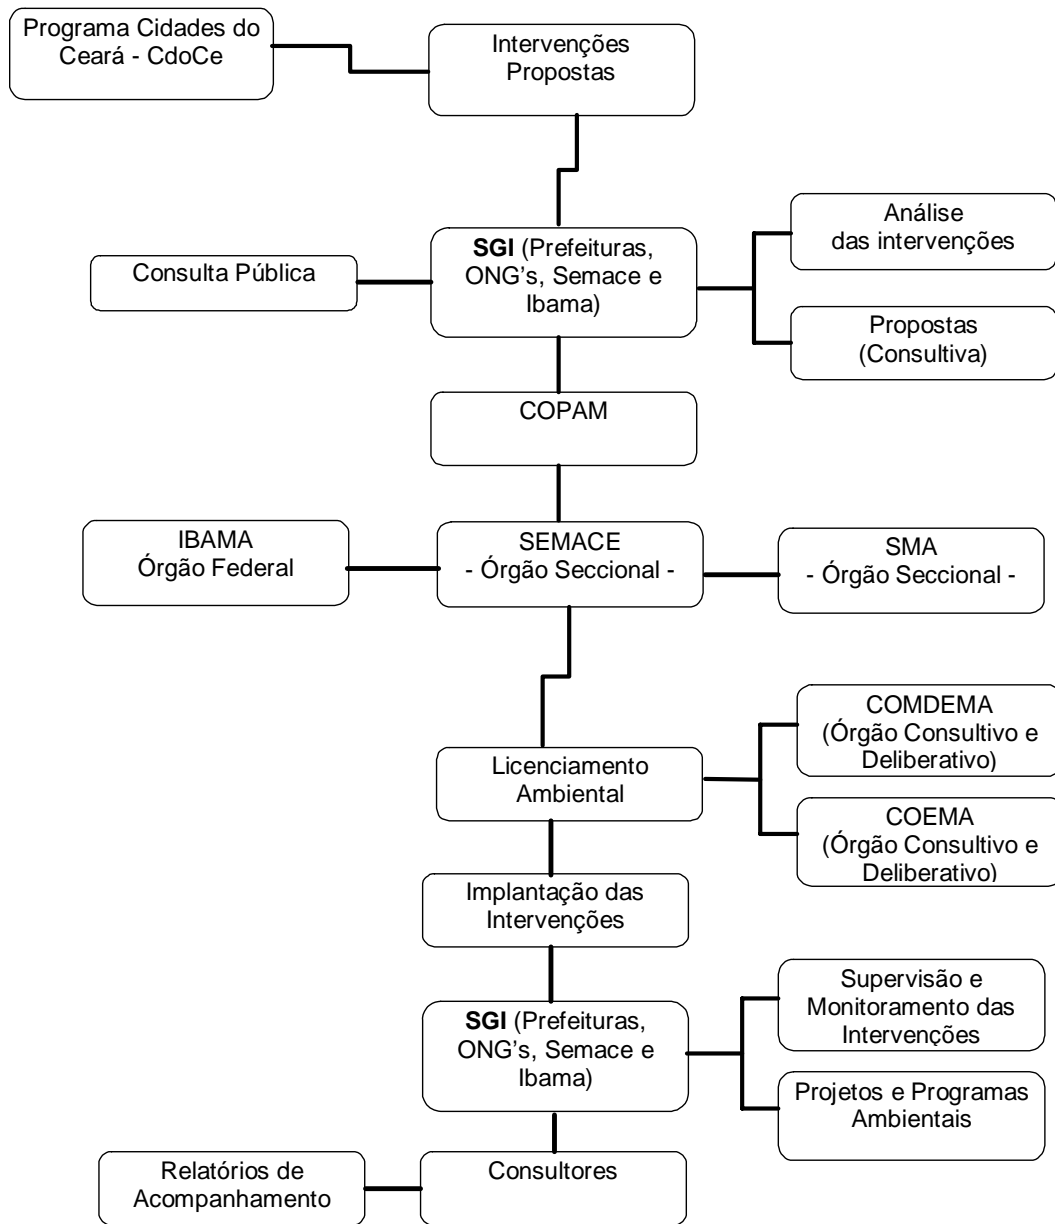 Programa Cidades do
Ceará - CdoCe
Intervenções
Propostas
SGI (Prefeituras,
ONG’s, Semace e
Ibama)
Consulta Pública
Análise
das intervenções
Propostas
(Consultiva)
COPAM
IBAMA
Órgão Federal
SEMACE
- Órgão Seccional -
SMA
- Órgão Seccional -
Licenciamento
Ambiental
COMDEMA
(Órgão Consultivo e
Deliberativo)
COEMA
(Órgão Consultivo e
Deliberativo)
Implantação das
Intervenções
SGI (Prefeituras,
ONG’s, Semace e
Ibama)
Supervisão e
Monitoramento das
Intervenções
Projetos e Programas
Ambientais
Relatórios de
Acompanhamento
Consultores